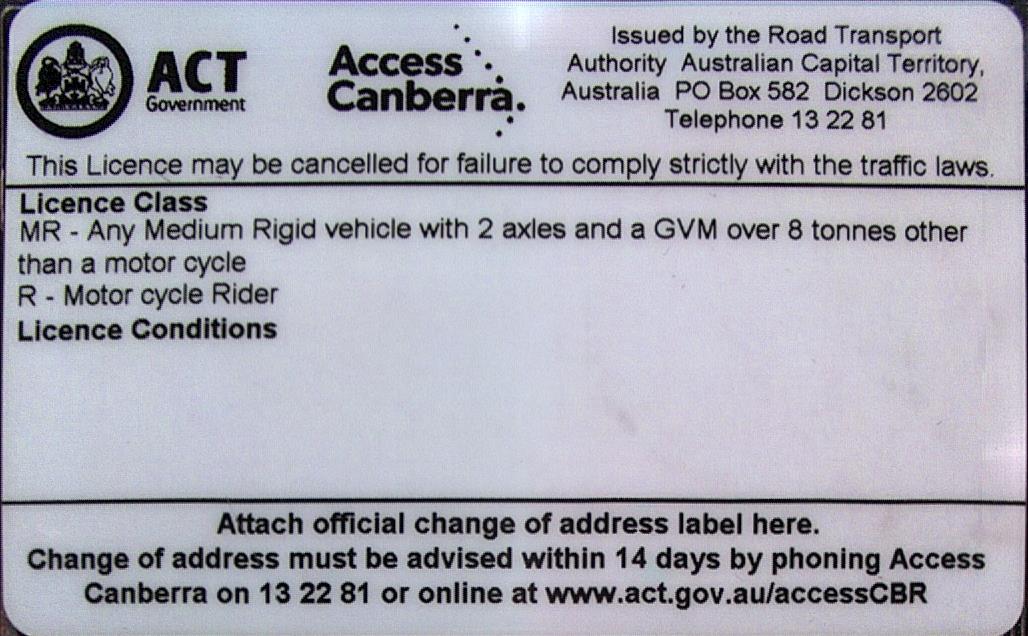 ACT
Government
Access
Canberra.
Issued by the Road Transport
Authority Australian Capital Territory,
Australia PO Box 582 Dickson 2602
Telephone 13 22 81
This Licence may be cancelled for failure to comply strictly with the traffic laws.
Licence Class
MR - Any Medium Rigid vehicle with 2 axles and a GVM over 8 tonnes other
than a motor cycle
R - Motor cycle Rider
Licence Conditions
Attach official change of address label here.
Change of address must be advised within 14 days by phoning Access
Canberra on 13 22 81 or online at www.act.gov.au/accessCBR